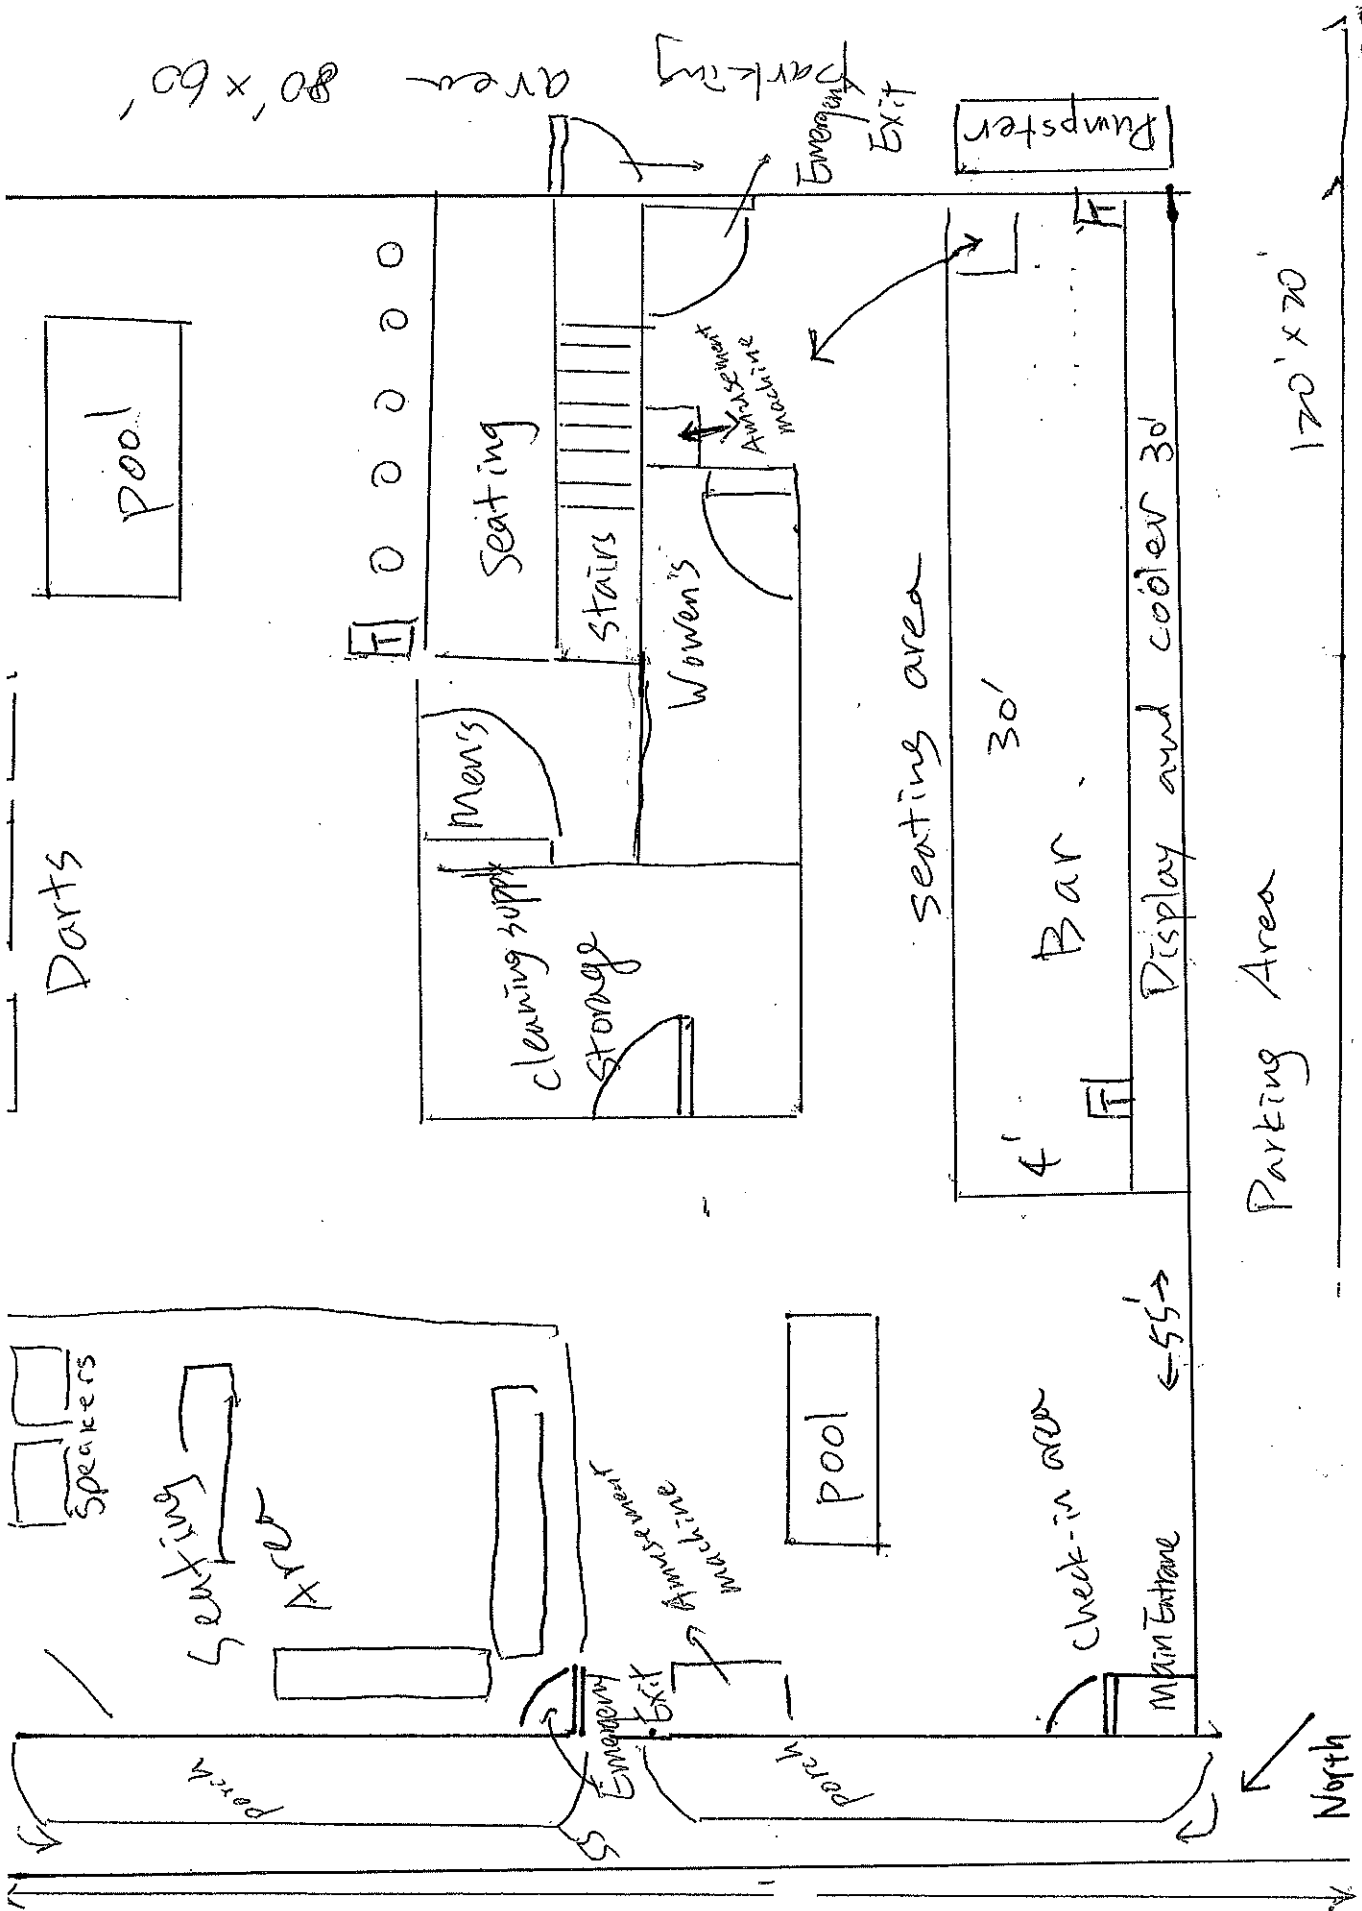 parking area 80' x 60'
Emergency
Exit
Dumpster
pool
Seating
Stairs
Amusement
machine
Women's
T
T
Men's
Darts
cleaning supply
Storage
seating area
30'
Bar.
Display and cooler 30'
T
4'
120' x 20'
Parking Area
←55'→
Speakers
Seating
Area
Amusement
machine
pool
check-in area
Main Entrane
Emergency
Exit
porch
porch
North